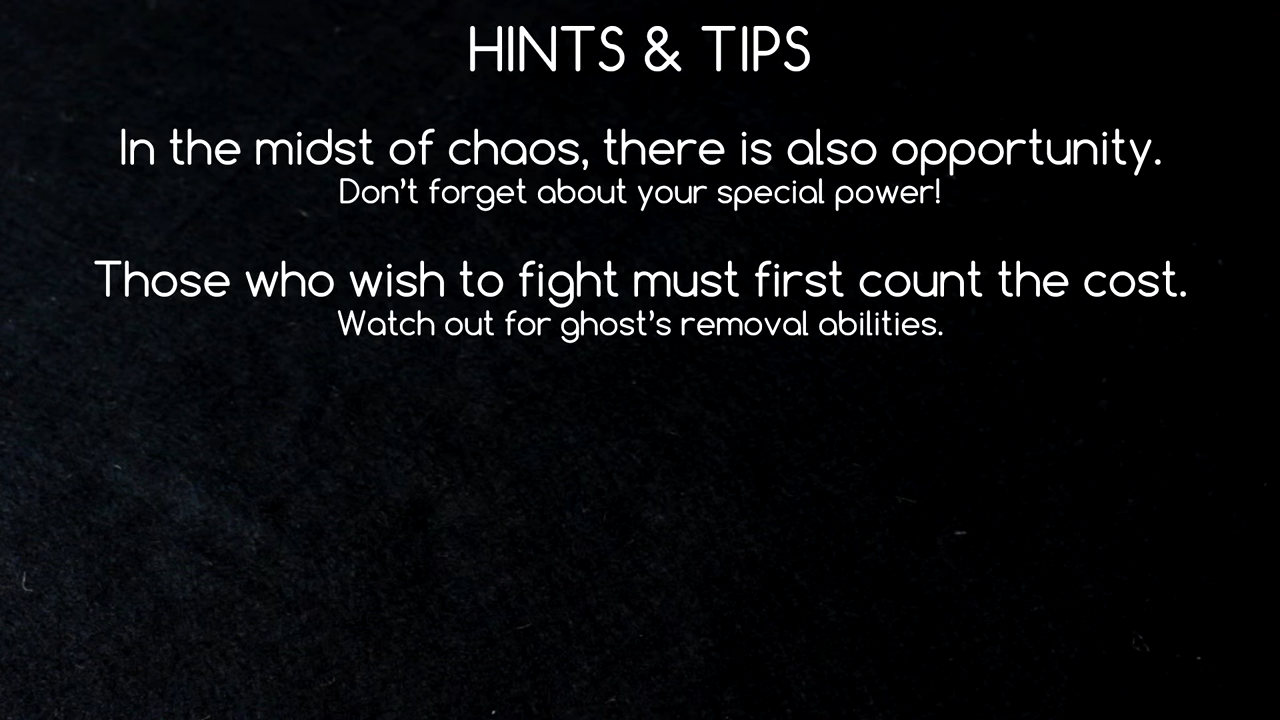 HINTS & TIPS
In the midst of chaos, there is also opportunity.
Don’t forget about your special power!
Those who wish to fight must first count the cost.
Watch out for ghost’s removal abilities.